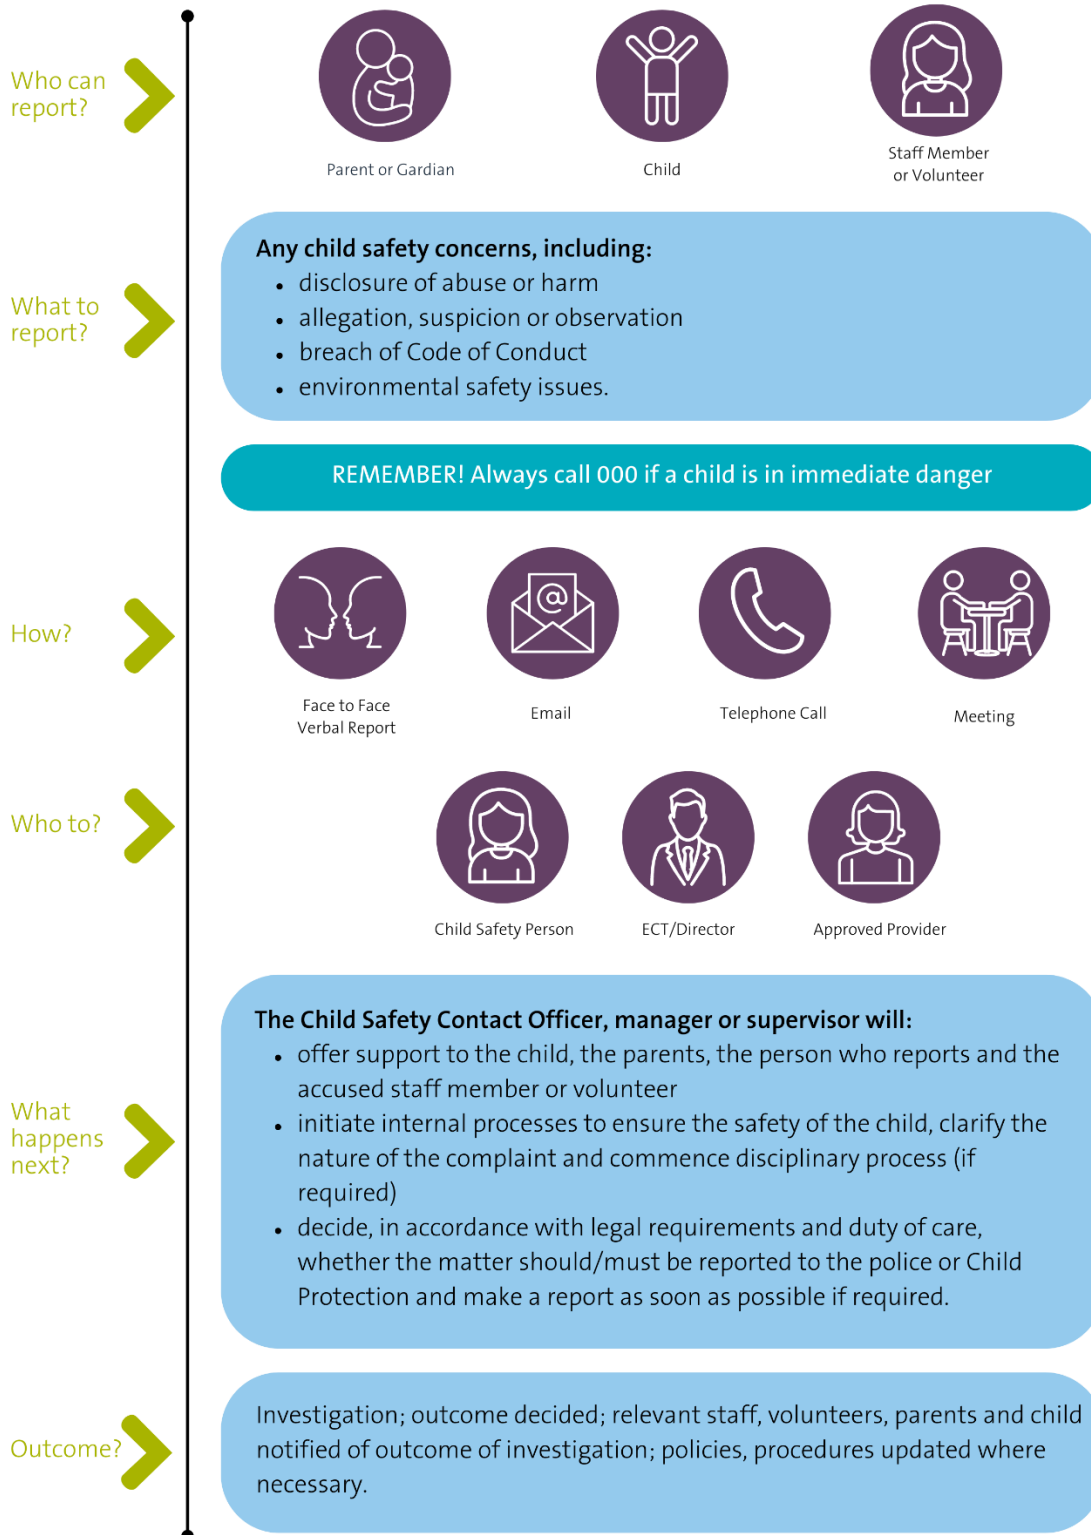 Who can
report?
Parent or Gardian
Child
Staff Member
or Volunteer
What to
report?
Any child safety concerns, including:
• disclosure of abuse or harm
• allegation, suspicion or observation
• breach of Code of Conduct
• environmental safety issues.
REMEMBER! Always call 000 if a child is in immediate danger
How?
@
Face to Face
Verbal Report
Email
Telephone Call
Meeting
Who to?
Child Safety Person
ECT/Director
Approved Provider
What
happens
next?
The Child Safety Contact Officer, manager or supervisor will:
• offer support to the child, the parents, the person who reports and the
accused staff member or volunteer
• initiate internal processes to ensure the safety of the child, clarify the
nature of the complaint and commence disciplinary process (if
required)
• decide, in accordance with legal requirements and duty of care,
whether the matter should/must be reported to the police or Child
Protection and make a report as soon as possible if required.
Outcome?
Investigation; outcome decided; relevant staff, volunteers, parents and child
notified of outcome of investigation; policies, procedures updated where
necessary.